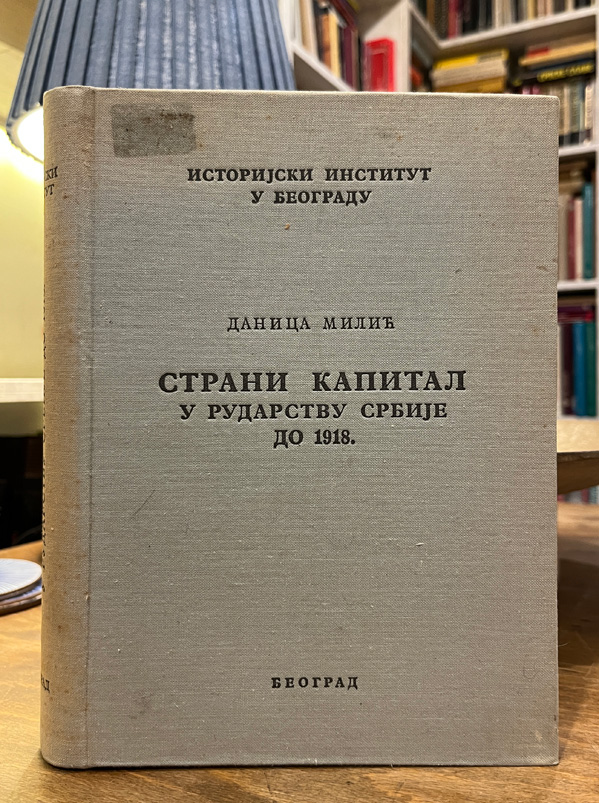 ИСТОРИЈСКИ ИНСТИТУТ
У БЕОГРАДУ
ДАНИЦА МИЛИЋ
СТРАНИ КАПИТАЛ
У РУДАРСТВУ СРБИЈЕ
ДО 1918.
БЕОГРАД